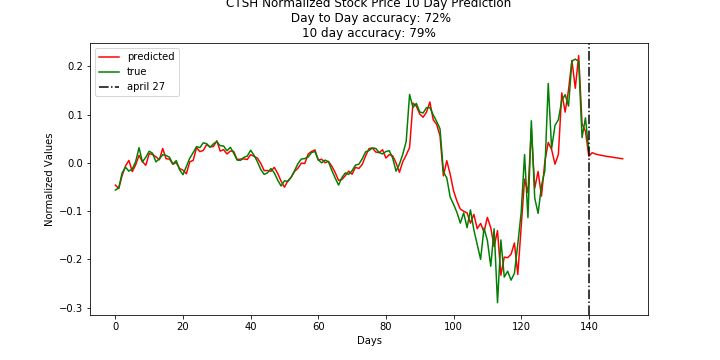 CTSH Normalized Stock Price 10 Day Prediction
Day to Day accuracy: 72%
10 day accuracy: 79%
predicted
true
april 27
Normalized Values
0.2
0.1
0.0
−0.1
−0.2
−0.3
0 20 40 60 80 100 120 140
Days